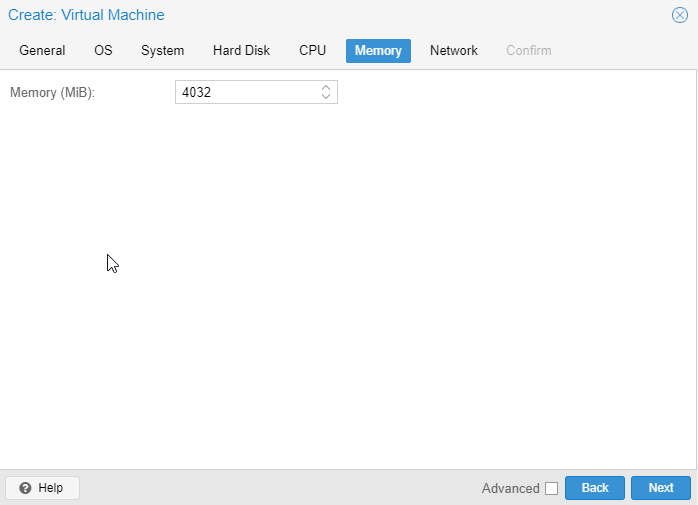 Create: Virtual Machine
General OS System Hard Disk CPU Memory Network Confirm
Memory (MiB): 4032
Help Advanced Back Next